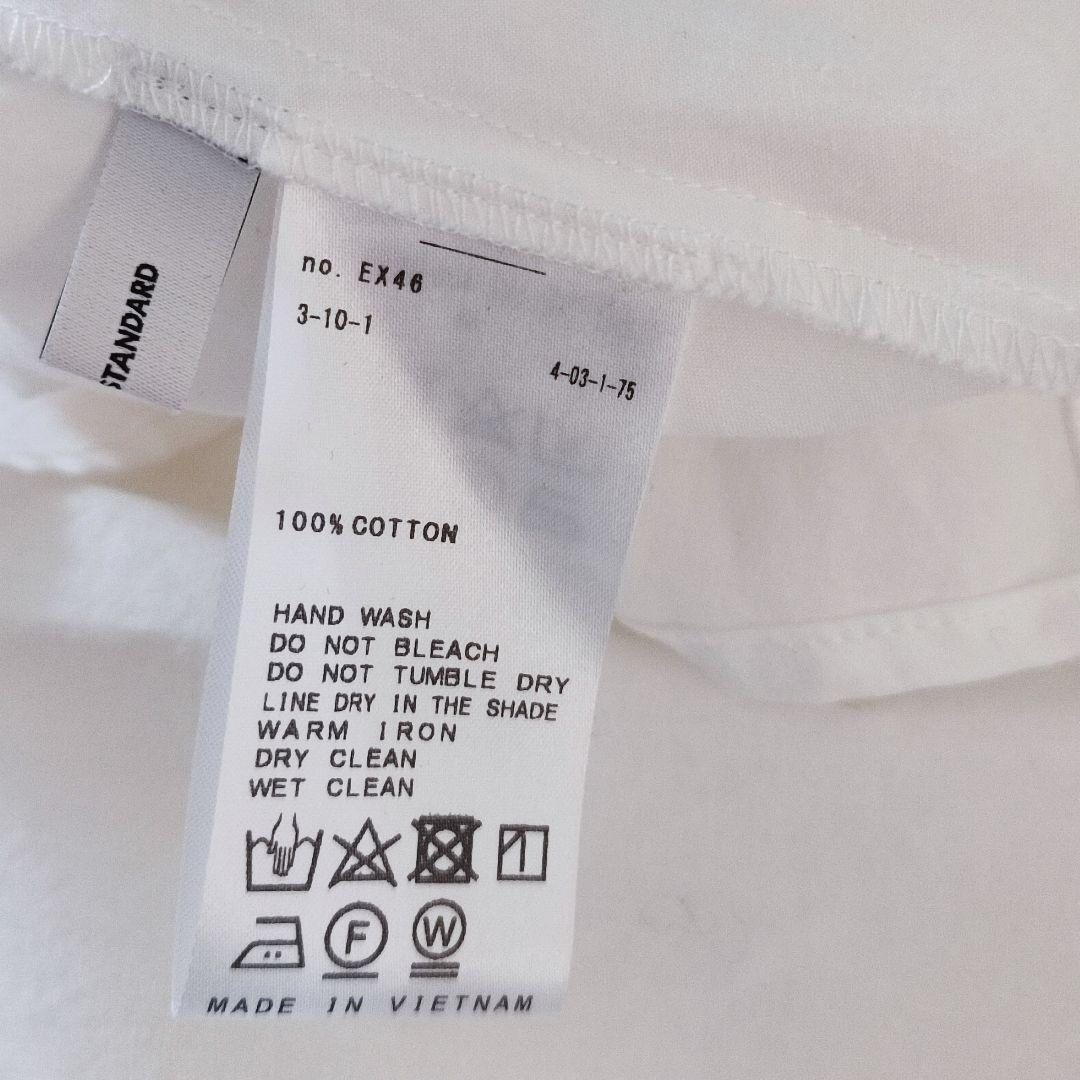 STANDARD
no. EX46
3-10-1
4-03-1-75
100% COTTON
HAND WASH
DO NOT BLEACH
DO NOT TUMBLE DRY
LINE DRY IN THE SHADE
WARM IRON
DRY CLEAN
WET CLEAN
F
W
MADE IN VIETNAM